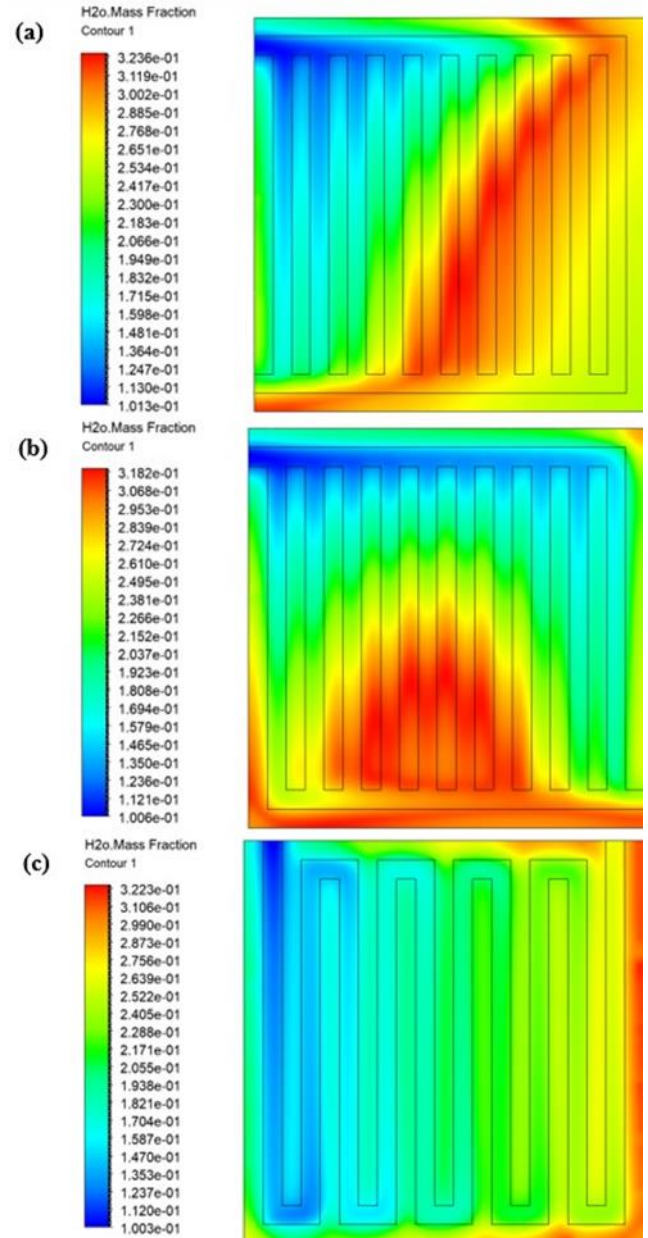 (a)
H2o.Mass Fraction
Contour 1
3.236e-01
3.119e-01
3.002e-01
2.885e-01
2.768e-01
2.651e-01
2.534e-01
2.417e-01
2.300e-01
2.183e-01
2.066e-01
1.949e-01
1.832e-01
1.715e-01
1.598e-01
1.481e-01
1.364e-01
1.247e-01
1.130e-01
1.013e-01
(b)
H2o.Mass Fraction
Contour 1
3.182e-01
3.068e-01
2.953e-01
2.839e-01
2.724e-01
2.610e-01
2.495e-01
2.381e-01
2.266e-01
2.152e-01
2.037e-01
1.923e-01
1.808e-01
1.694e-01
1.579e-01
1.465e-01
1.350e-01
1.236e-01
1.121e-01
1.006e-01
(c)
H2o.Mass Fraction
Contour 1
3.223e-01
3.106e-01
2.990e-01
2.873e-01
2.756e-01
2.639e-01
2.522e-01
2.405e-01
2.288e-01
2.171e-01
2.055e-01
1.938e-01
1.821e-01
1.704e-01
1.587e-01
1.470e-01
1.353e-01
1.237e-01
1.120e-01
1.003e-01